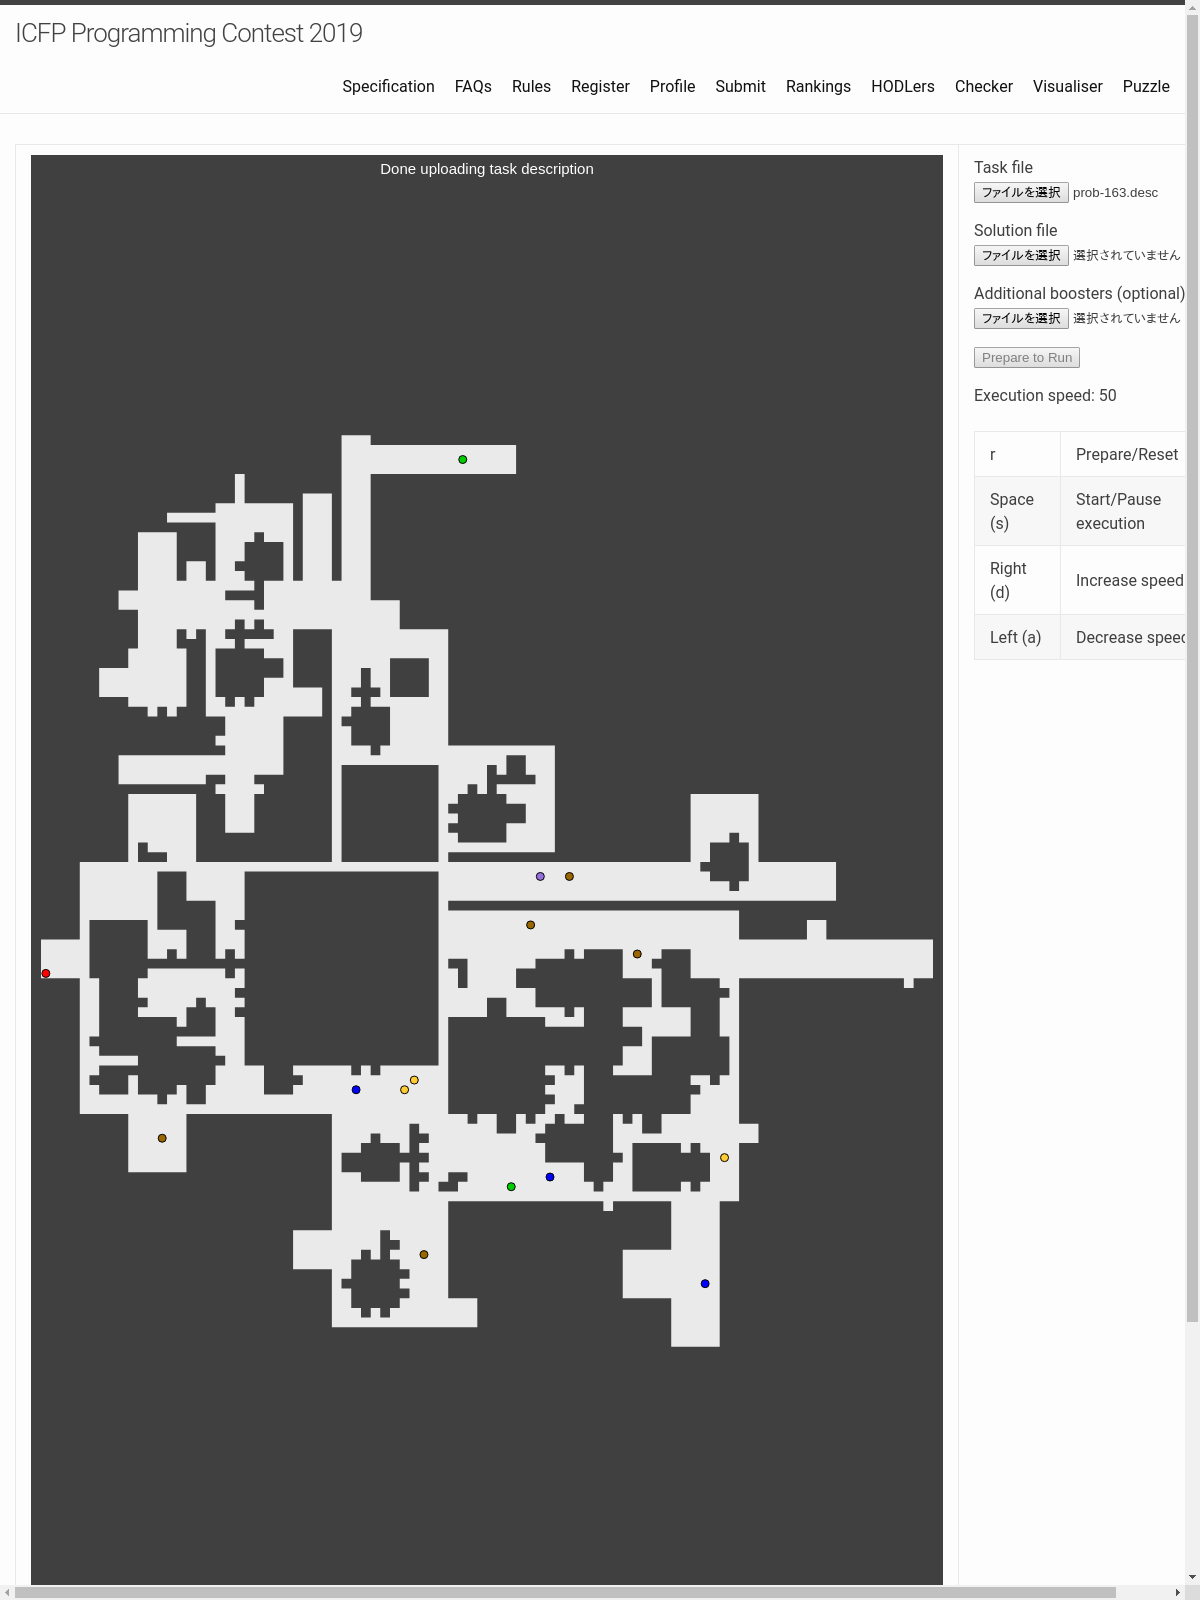 ICFP Programming Contest 2019
Specification FAQs Rules Register Profile Submit Rankings HODLers Checker Visualiser Puzzle
Done uploading task description
Task file
ファイルを選択 prob-163.desc
Solution file
ファイルを選択 選択されていません
Additional boosters (optional)
ファイルを選択 選択されていません
Prepare to Run
Execution speed: 50
r Prepare/Reset
Space (s) Start/Pause execution
Right (d) Increase speed
Left (a) Decrease speed